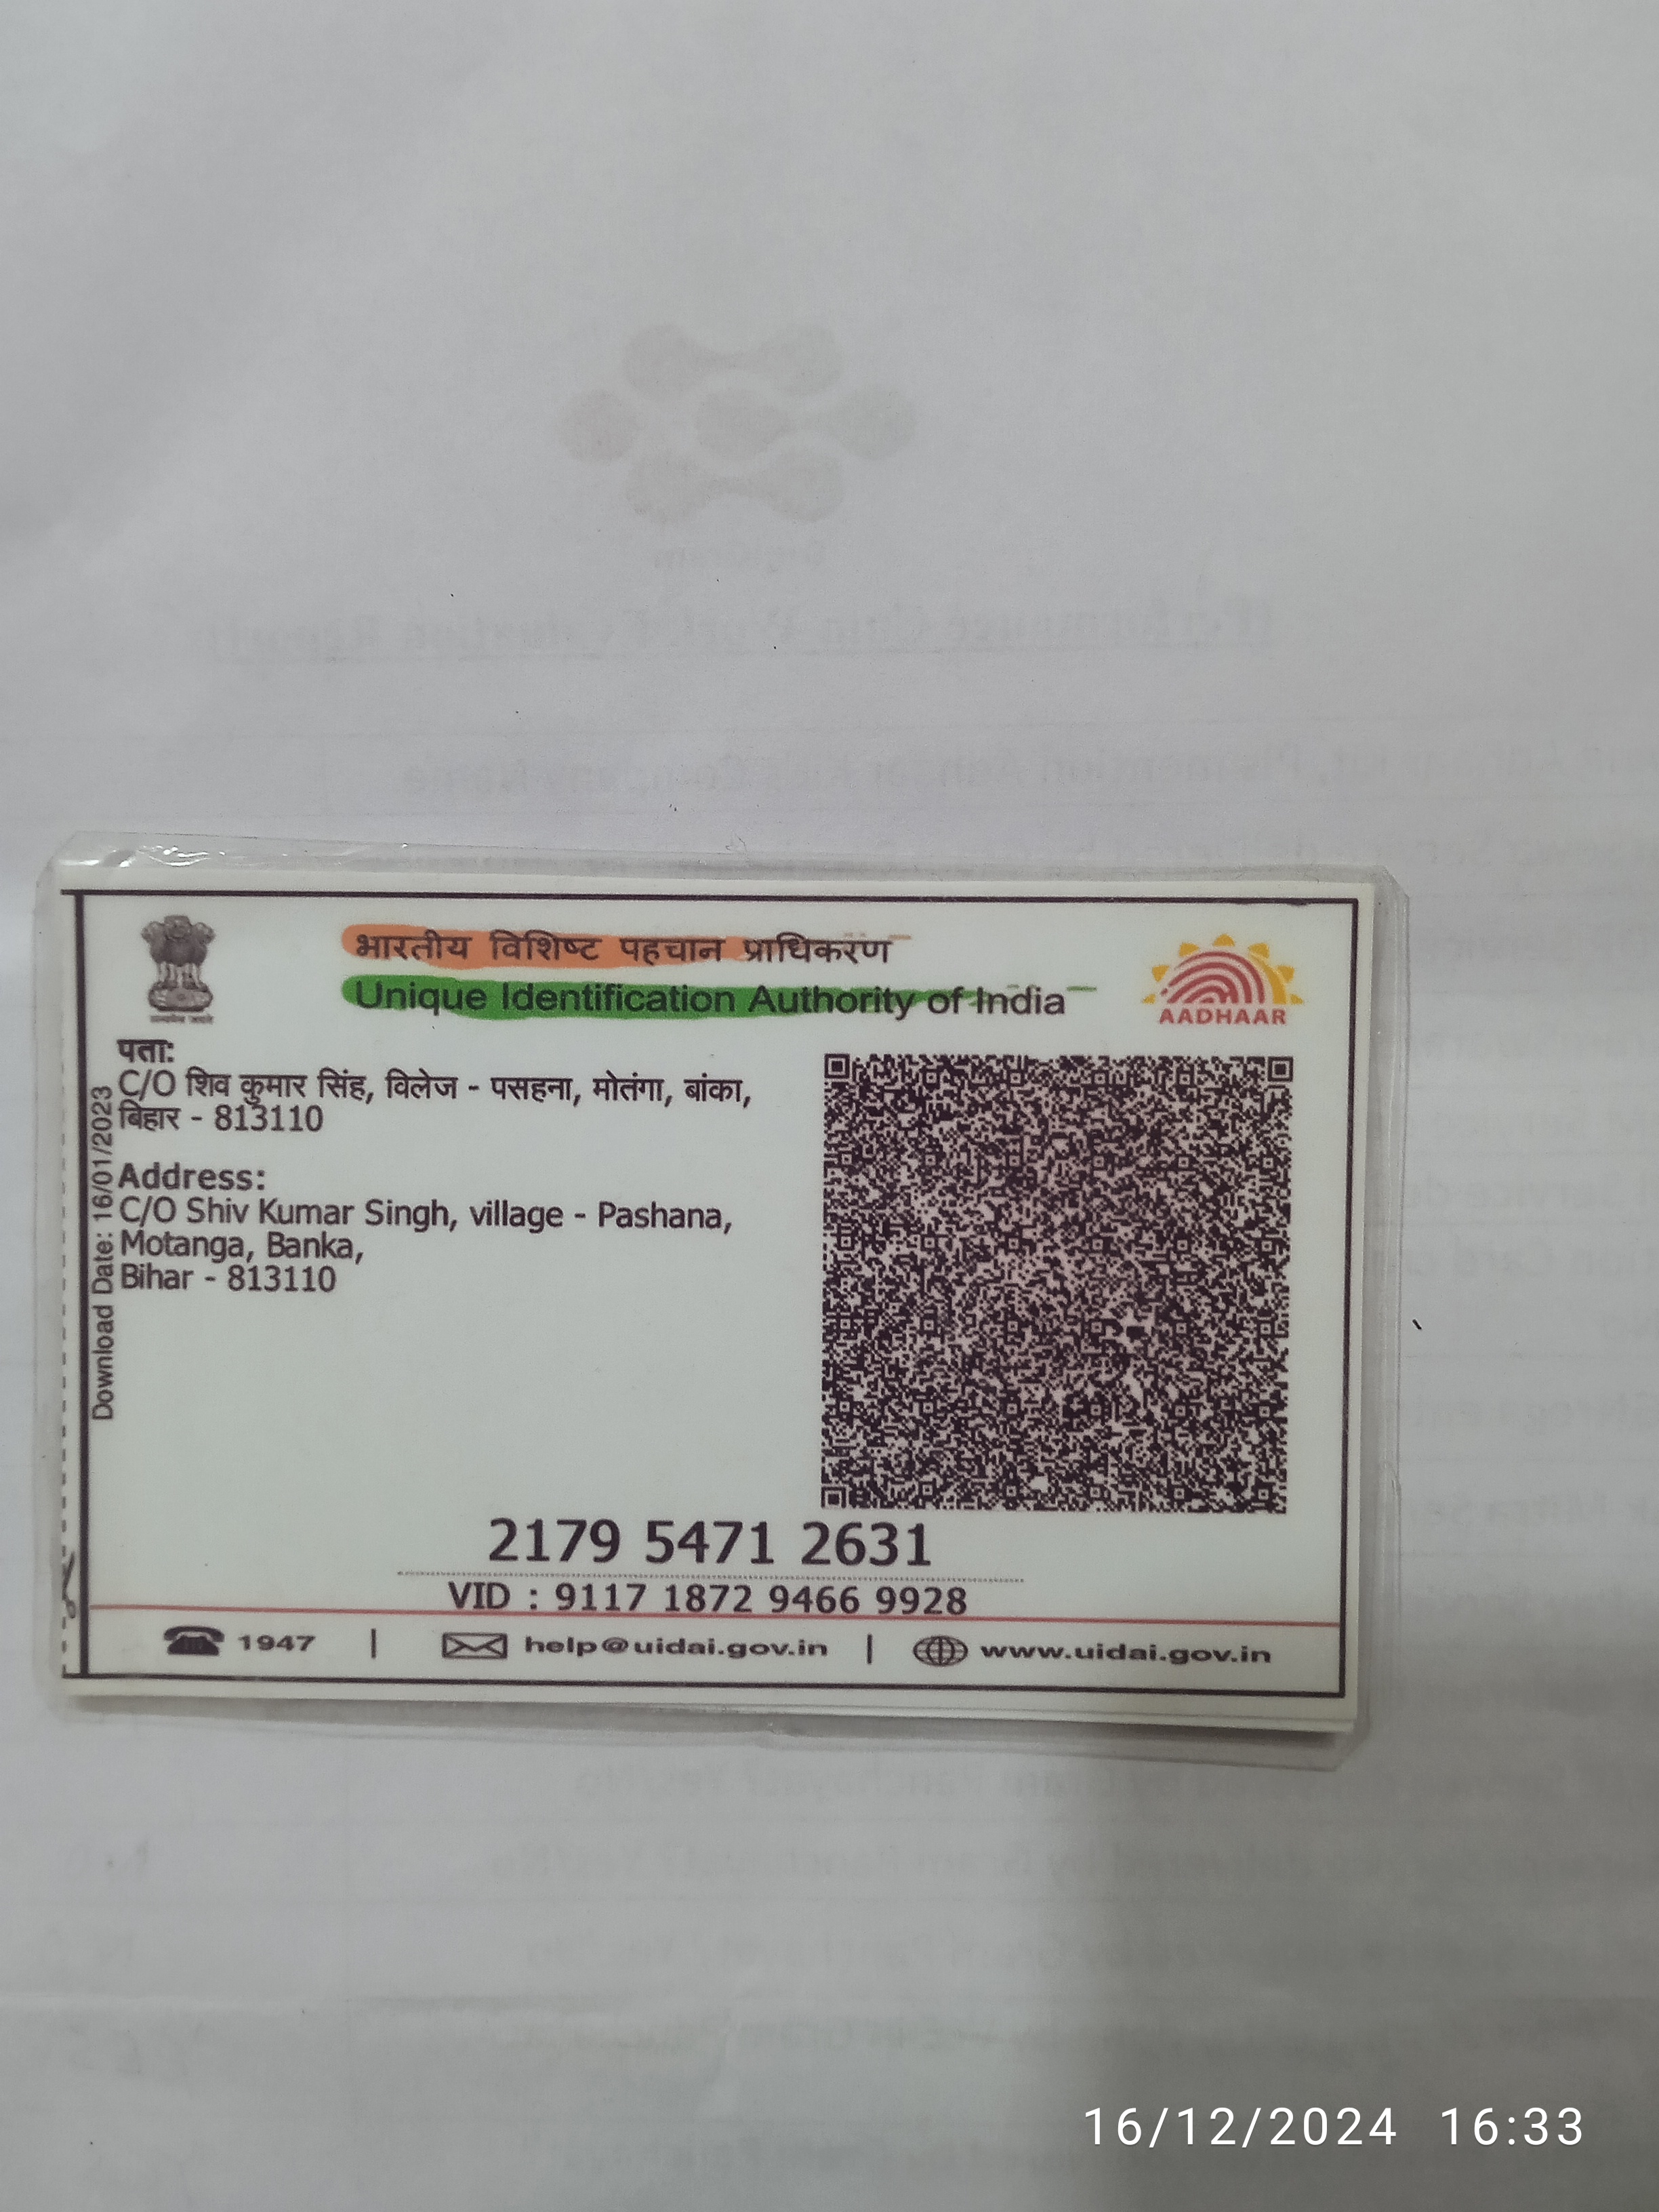 भारतीय विशिष्ट पहचान प्राधिकरण
Unique Identification Authority of India
AADHAAR
पता:
C/O शिव कुमार सिंह, विलेज - पसहना, मोतंगा, बांका,
बिहार - 813110
Address:
C/O Shiv Kumar Singh, village - Pashana,
Motanga, Banka,
Bihar - 813110
Download Date: 16/01/2023
2179 5471 2631
VID : 9117 1872 9466 9928
1947 | help@uidai.gov.in | www.uidai.gov.in
16/12/2024 16:33